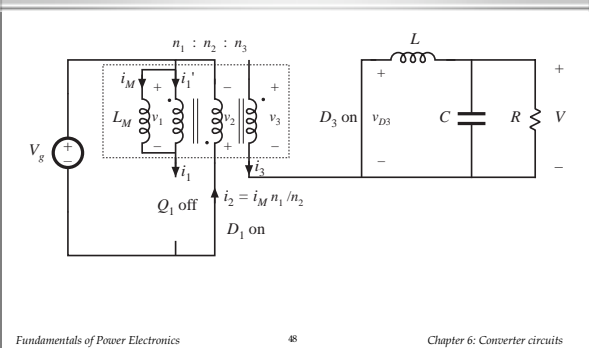 n1 : n2 : n3
L
iM
i1'
+
–
+
+
+
LM
v1
v2
v3
D3 on
vD3
C
R
V
Vg
+
–
–
+
–
–
–
i1
i3
Q1 off
i2 = iM n1 /n2
D1 on
Fundamentals of Power Electronics
48
Chapter 6: Converter circuits